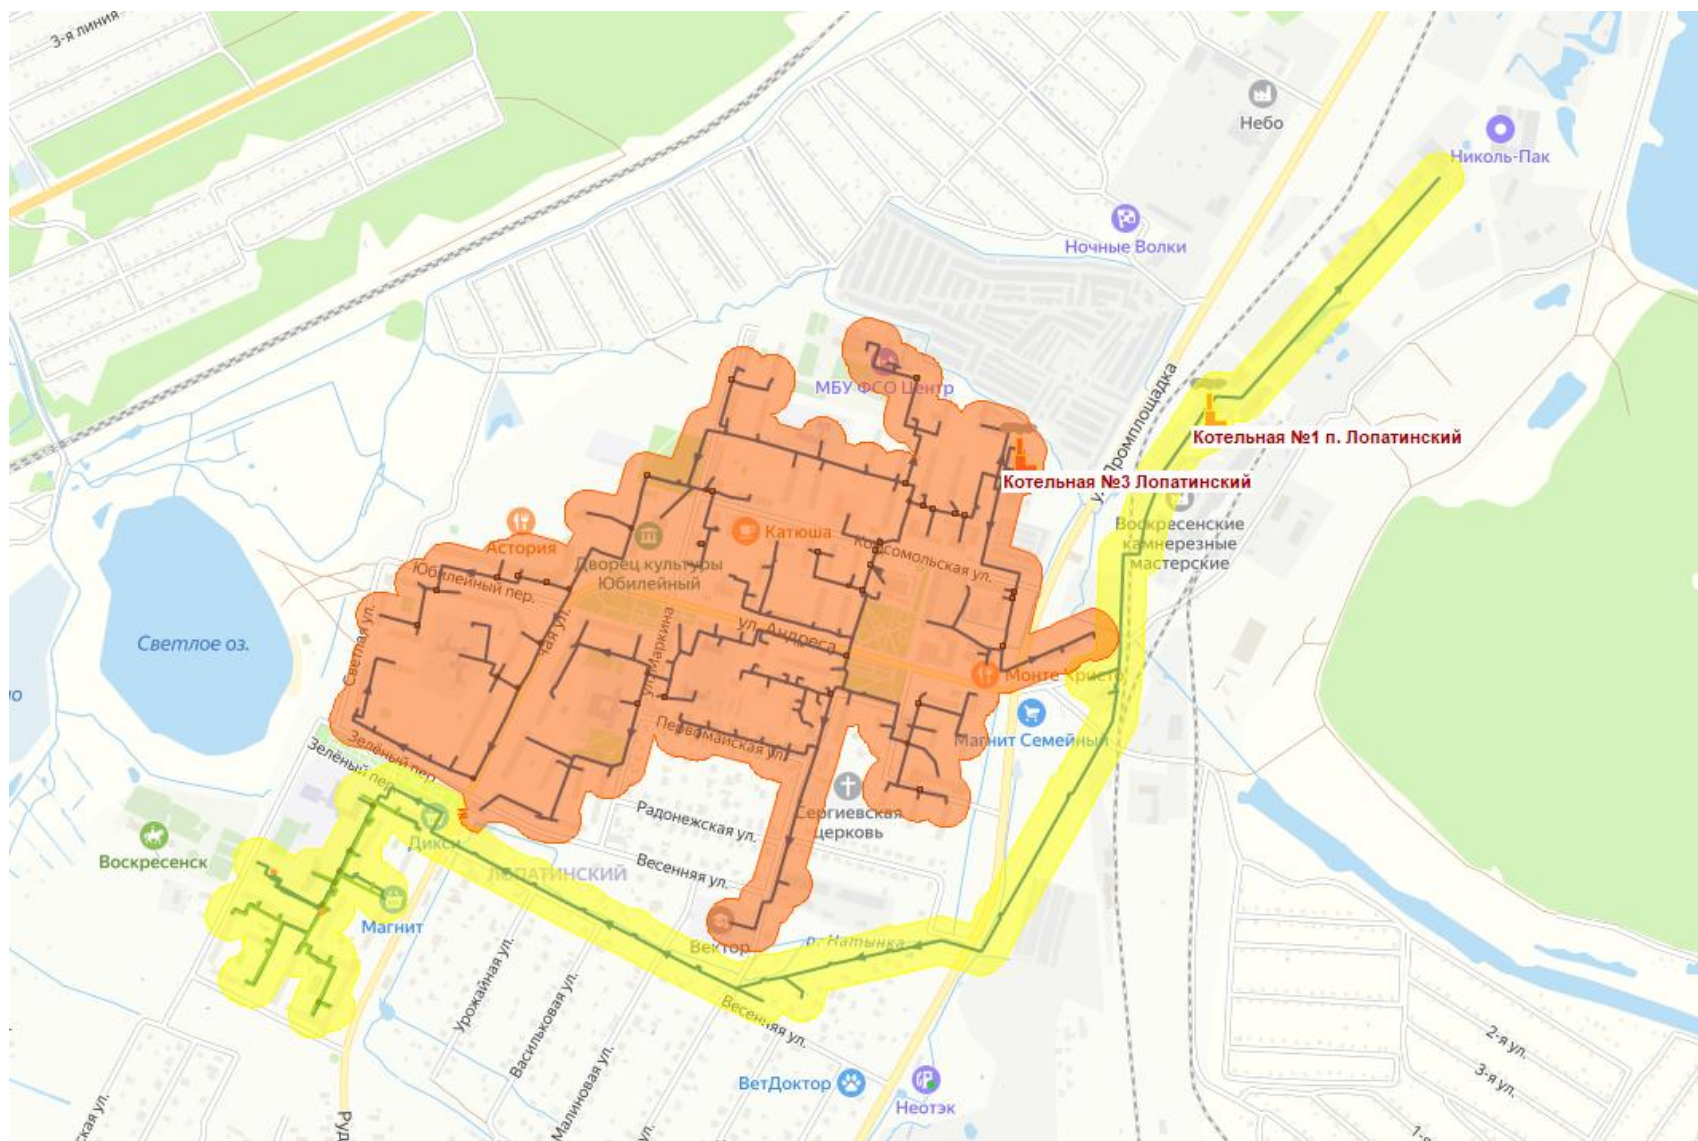 3-я линия
Небо
Николь-Пак
Ночные Волки
МБУ ФСО Центр
Котельная №1 п. Лопатинский
Котельная №3 Лопатинский
Воскресенские
камнерезные
мастерские
Астория
Катюша
Комсомольская ул.
Дворец культуры
Юбилейный
Юбилейный пер.
Светлая ул.
ул. Маркина
ул. Андреса
Светлое оз.
Монте Кристо
Магнит Семейный
Первомайская ул.
Зелёный пер.
Зелёный пер.
Сергиевская
церковь
Радонежская ул.
Дикси
Воскресенск
ЛОПАТИНСКИЙ
Весенняя ул.
Магнит
Вектор
р. Натынка
Урожайная ул.
Васильковая ул.
Весенняя ул.
Малиновая ул.
ВетДоктор
Неотэк
2-я ул.
3-я ул.